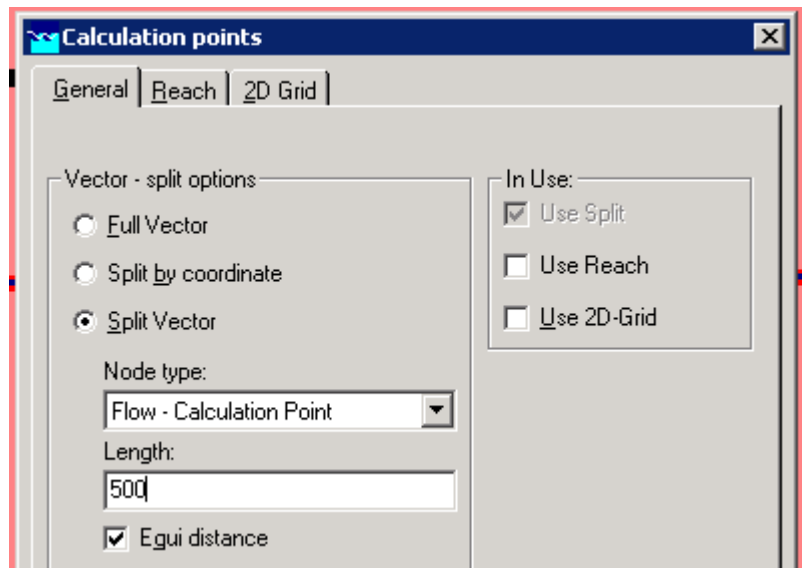 Calculation points
General Reach 2D Grid
Vector - split options
Full Vector
Split by coordinate
Split Vector
Node type:
Flow - Calculation Point
Length:
500
Equi distance
In Use:
Use Split
Use Reach
Use 2D-Grid